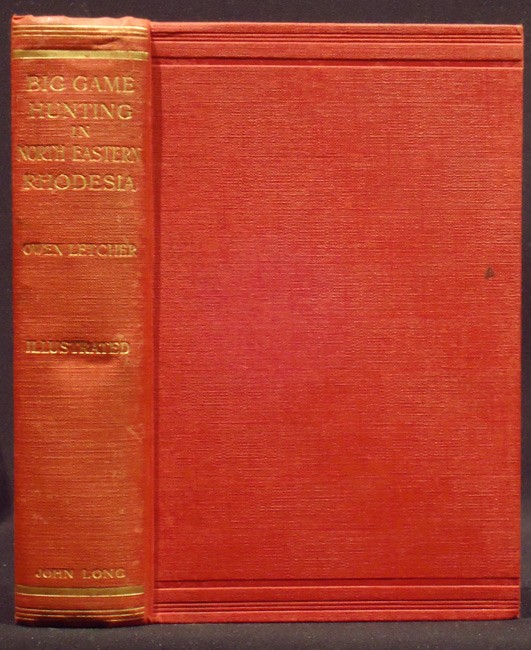 BIG GAME
HUNTING
IN
NORTH EASTERN
RHODESIA
OWEN LETCHER
ILLUSTRATED
JOHN LONG